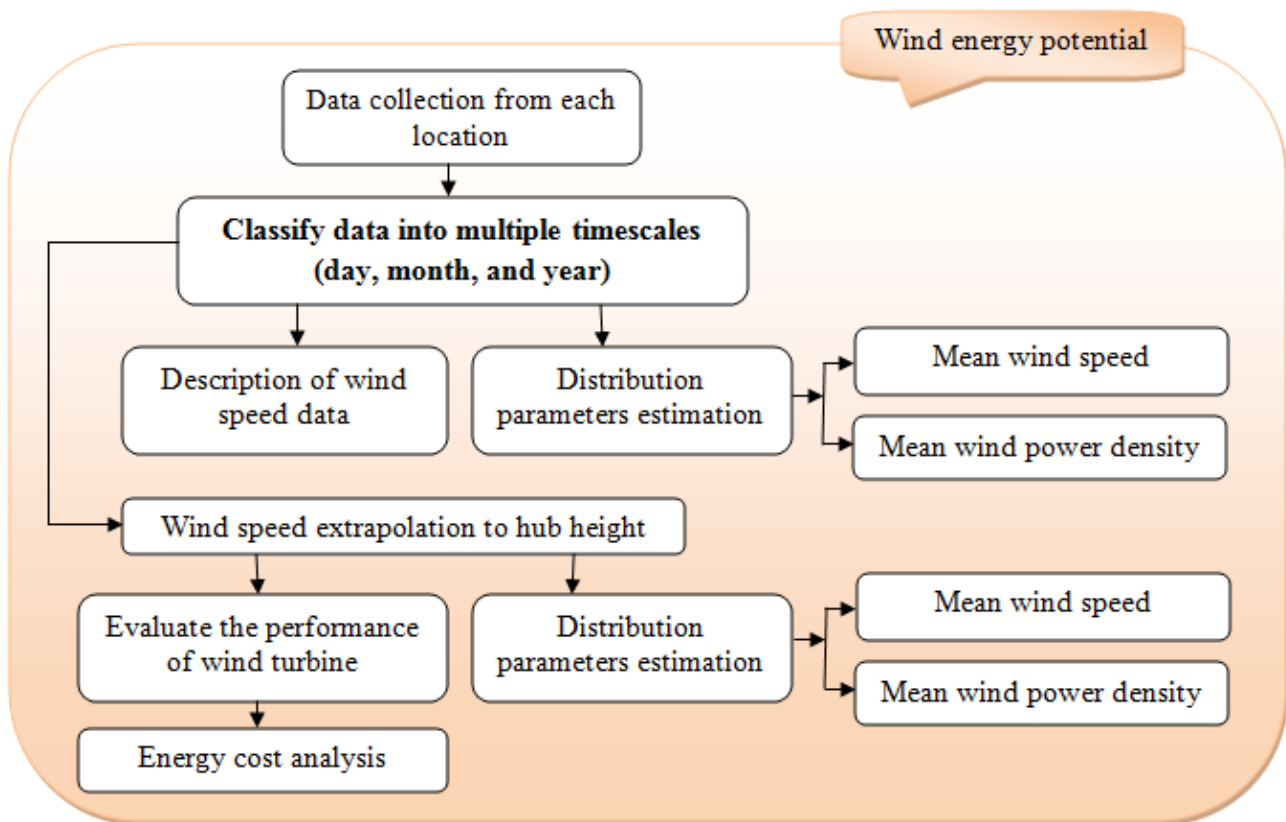 Wind energy potential
Data collection from each
location
Classify data into multiple timescales
(day, month, and year)
Description of wind
speed data
Distribution
parameters estimation
Mean wind speed
Mean wind power density
Wind speed extrapolation to hub height
Evaluate the performance
of wind turbine
Distribution
parameters estimation
Mean wind speed
Mean wind power density
Energy cost analysis